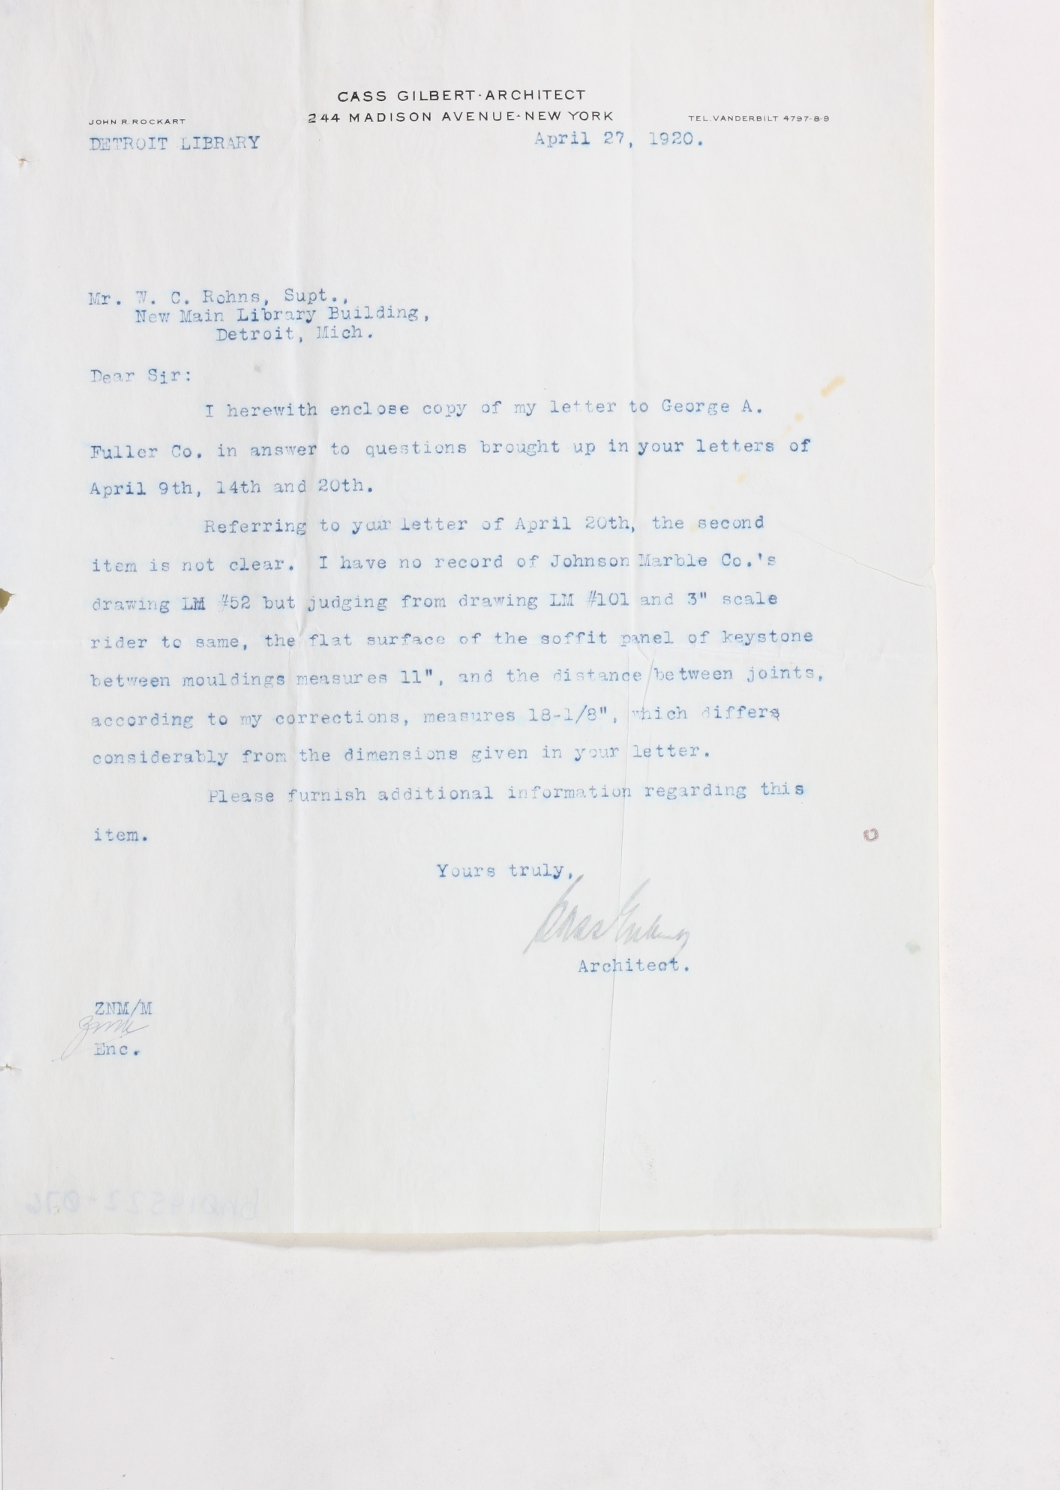 CASS GILBERT·ARCHITECT
244 MADISON AVENUE·NEW YORK
JOHN R. ROCKART
TEL. VANDERBILT 4797-8-9
DETROIT LIBRARY
April 27, 1920.
Mr. W. C. Rohns, Supt.,
New Main Library Building,
Detroit, Mich.
Dear Sir:
I herewith enclose copy of my letter to George A.
Fuller Co. in answer to questions brought up in your letters of
April 9th, 14th and 20th.
Referring to your letter of April 20th, the second
item is not clear. I have no record of Johnson Marble Co.'s
drawing LM #52 but judging from drawing LM #101 and 3" scale
rider to same, the flat surface of the soffit panel of keystone
between mouldings measures 11", and the distance between joints,
according to my corrections, measures 18-1/8", which differs
considerably from the dimensions given in your letter.
Please furnish additional information regarding this
item.
Yours truly,
Cass Gilbert
Architect.
ZNM/M
Enc.